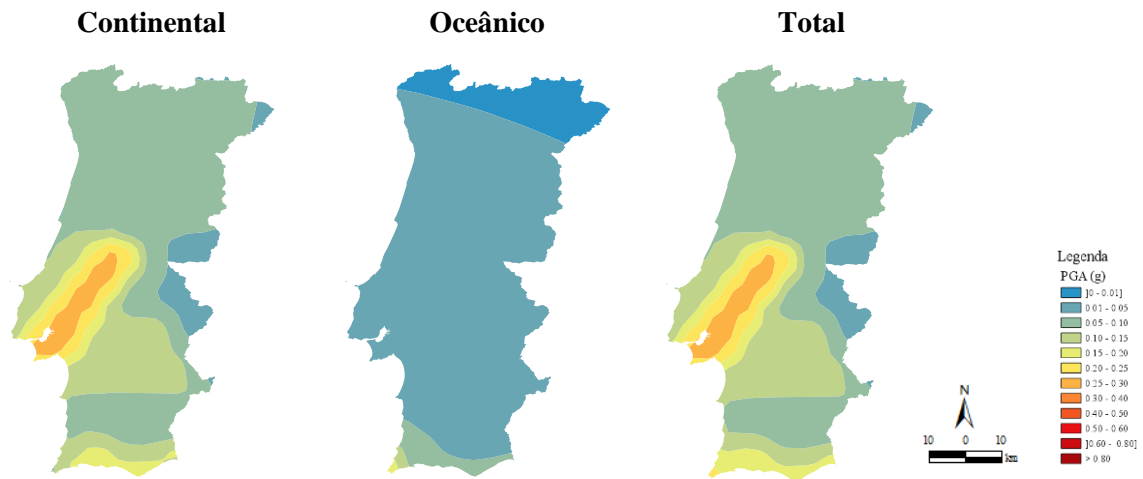 Continental
Oceânico
Total
Legenda
PGA (g)
]0 - 0.01]
0.01 - 0.05
0.05 - 0.10
0.10 - 0.15
0.15 - 0.20
0.20 - 0.25
0.25 - 0.30
0.30 - 0.40
0.40 - 0.50
0.50 - 0.60
]0.60 - 0.80]
> 0.80
N
10 0 10
km